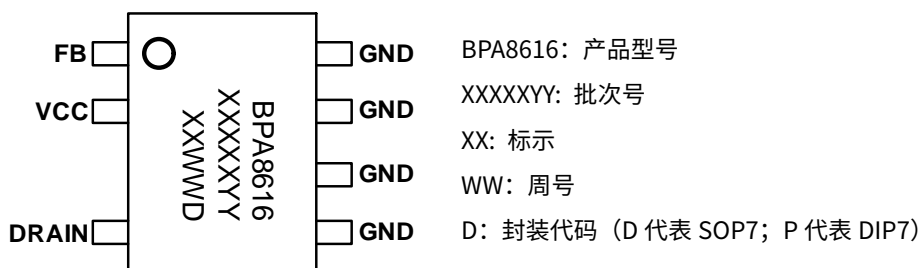 FB
VCC
DRAIN
BPA8616
XXXXXYY
XXWWD
GND
GND
GND
GND
BPA8616：产品型号
XXXXXYY: 批次号
XX: 标示
WW：周号
D：封装代码（D 代表 SOP7；P 代表 DIP7）